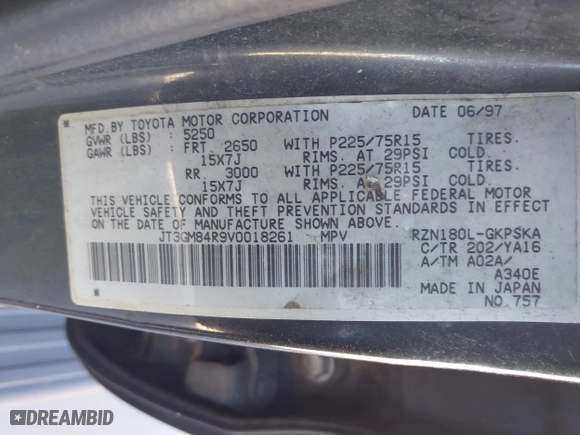 MFD.BY TOYOTA MOTOR CORPORATION DATE 06/97
GVWR (LBS) : 5250
GAWR (LBS) : FRT. 2650 WITH P225/75R15 TIRES.
15X7J RIMS. AT 29PSI COLD.
RR. 3000 WITH P225/75R15 TIRES.
15X7J RIMS. AT 29PSI COLD.
THIS VEHICLE CONFORMS TO ALL APPLICABLE FEDERAL MOTOR
VEHICLE SAFETY AND THEFT PREVENTION STANDARDS IN EFFECT
ON THE DATE OF MANUFACTURE SHOWN ABOVE.
JT3GM84R9V0018261 MPV RZN180L-GKPSKA
C/TR 202/YA16
A/TM A02A/
A340E
MADE IN JAPAN
NO.757
DREAMBID